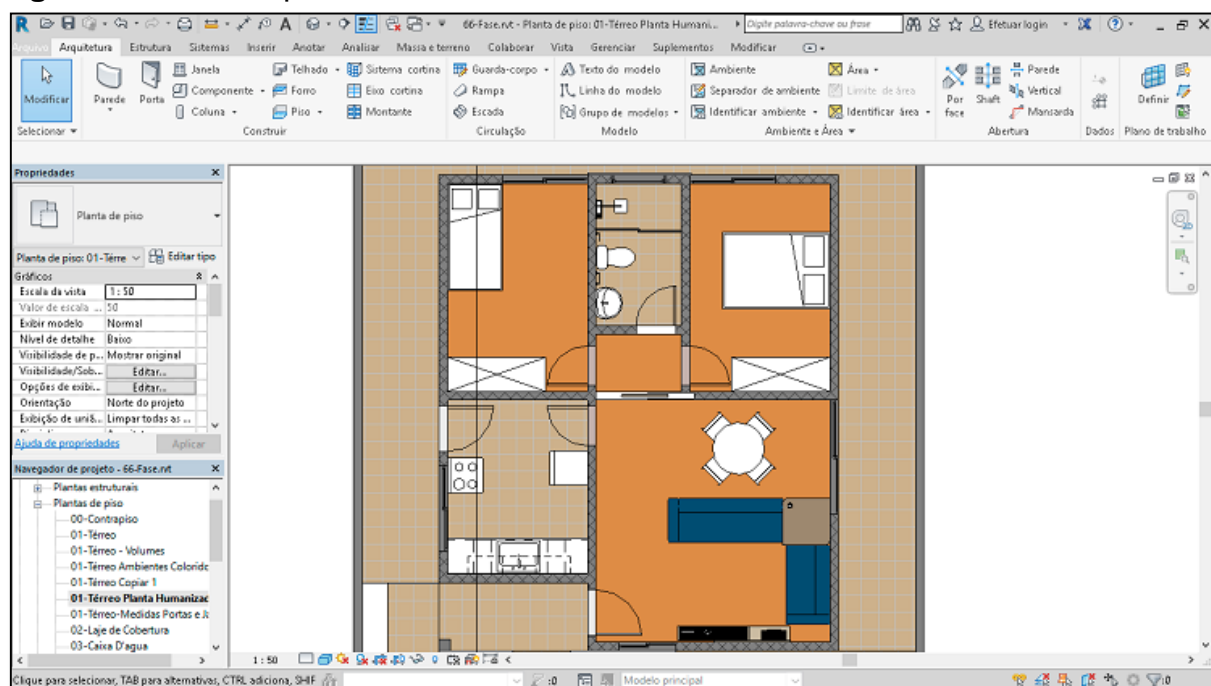 66-Fase.rvt - Planta de piso: 01-Térreo Planta Humani...
Digite palavra-chave ou frase
Efetuar login
Arquivo Arquitetura Estrutura Sistemas Inserir Anotar Analisar Massa e terreno Colaborar Vista Gerenciar Suplementos Modificar
Janela Telhado Sistema cortina Guarda-corpo Texto do modelo Ambiente Área Parede
Modificar Parede Porta Componente Forro Eixo cortina Rampa Linha do modelo Separador de ambiente Limite de área Por face Shaft Vertical Definir
Coluna Piso Montante Escada Grupo de modelos Identificar ambiente Identificar área Mansarda
Selecionar Construir Circulação Modelo Ambiente e Área Abertura Dados Plano de trabalho
Propriedades
Planta de piso
Planta de piso: 01-Térre Editar tipo
Gráficos
Escala da vista 1 : 50
Valor de escala ... 50
Exibir modelo Normal
Nível de detalhe Baixo
Visibilidade de p... Mostrar original
Visibilidade/Sob... Editar...
Opções de exibi... Editar...
Orientação Norte do projeto
Exibição de uniã... Limpar todas as ...
Ajuda de propriedades Aplicar
Navegador de projeto - 66-Fase.rvt
Plantas estruturais
Plantas de piso
00-Contrapiso
01-Térreo
01-Térreo - Volumes
01-Térreo Ambientes Colorido
01-Térreo Copiar 1
01-Térreo Planta Humanizac
01-Térreo-Medidas Portas e Ja
02-Laje de Cobertura
03-Caixa D'agua
1 : 50
Clique para selecionar, TAB para alternativas, CTRL adiciona, SHIF :0 Modelo principal :0